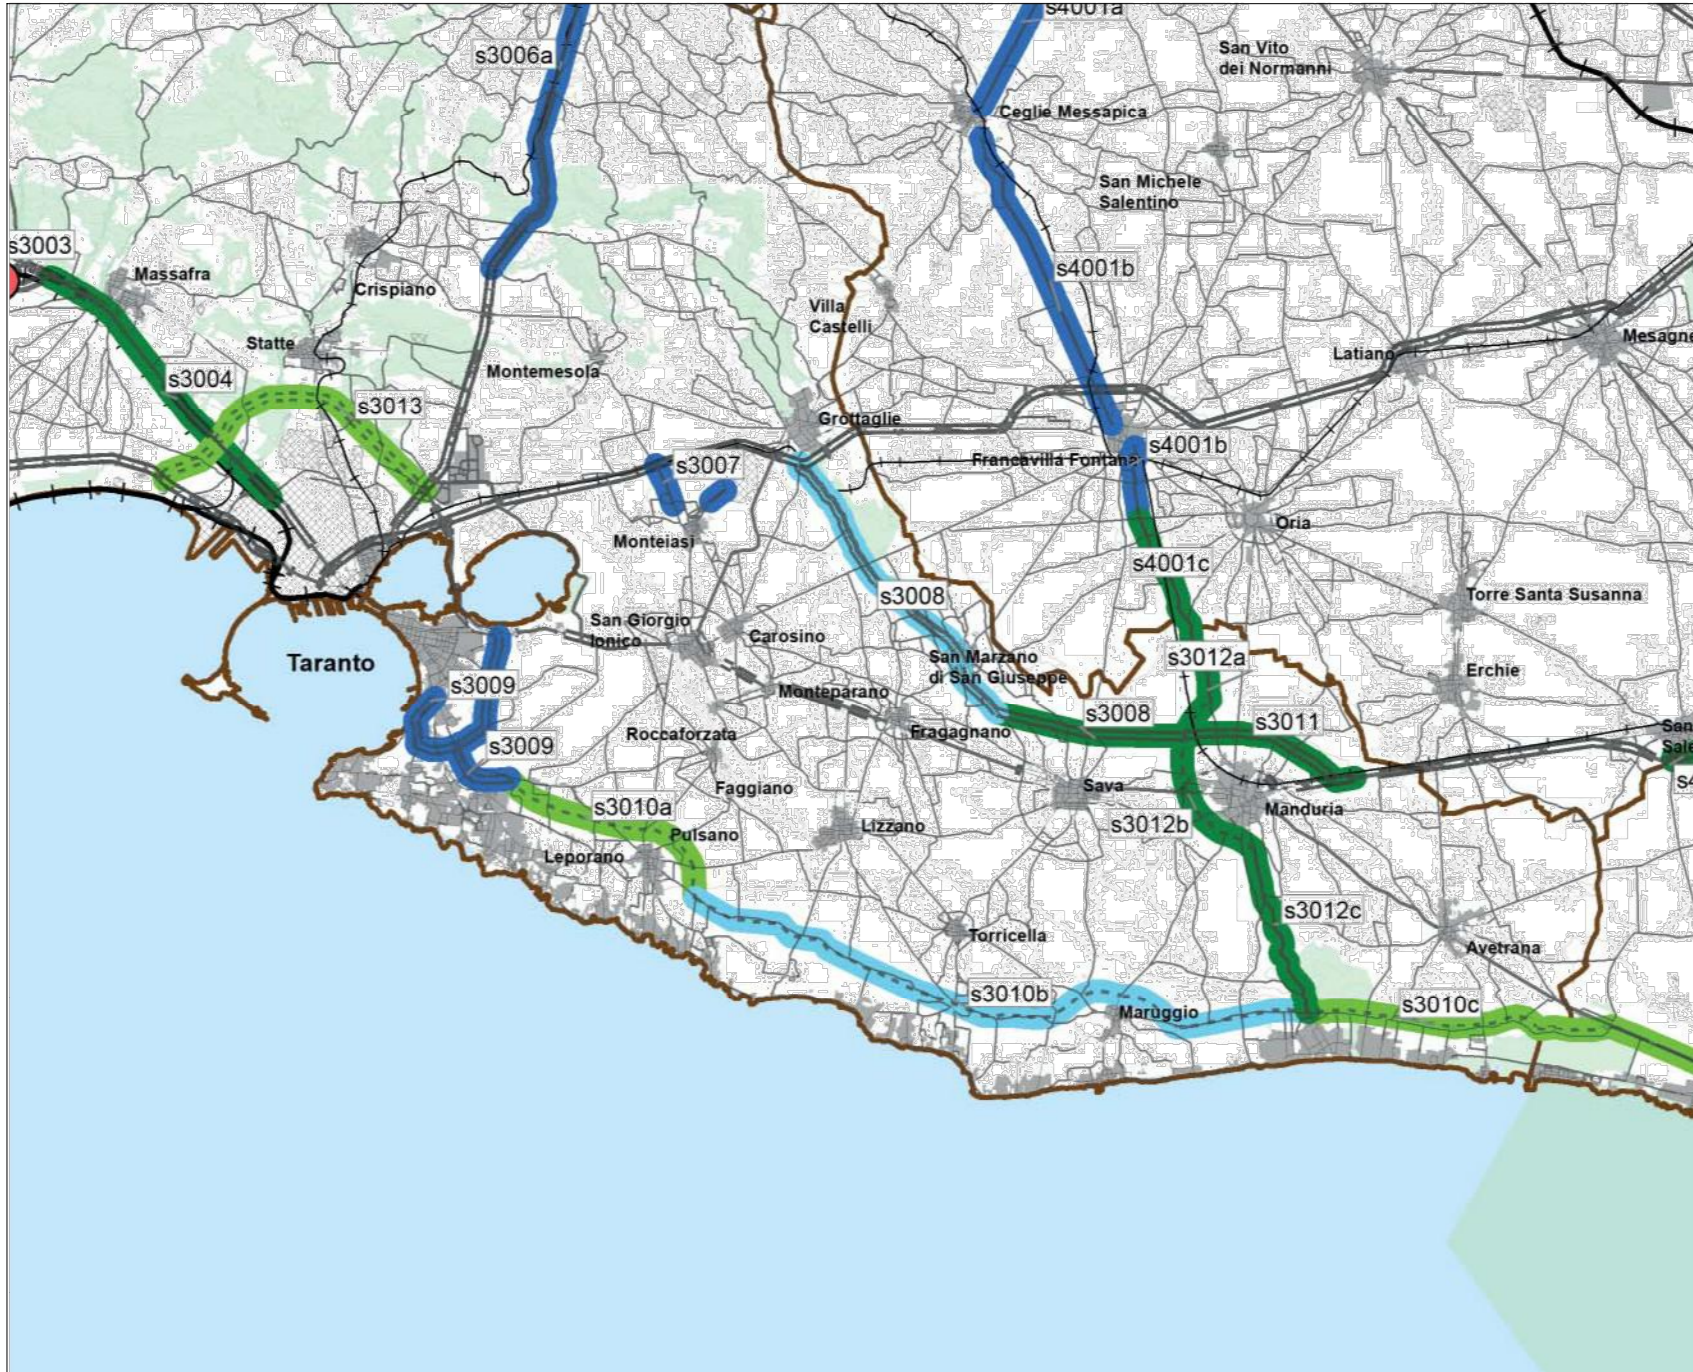 s4001a
s3006a
San Vito
dei Normanni
Ceglie Messapica
San Michele
Salentino
s3003
Massafra
Crispiano
s4001b
Villa
Castelli
Statte
Latiano
Mesagne
s3004
Montemesola
s3013
Grottaglie
s4001b
Francavilla Fontana
s3007
Oria
Monteiasi
s4001c
s3008
Torre Santa Susanna
San Giorgio
Ionico
Carosino
Taranto
San Marzano
di San Giuseppe
s3012a
Erchie
s3009
Monteparano
s3008
s3011
San
Sale
Roccaforzata
Fragagnano
s3009
s4
Faggiano
Sava
s3010a
Manduria
Pulsano
Lizzano
s3012b
Leporano
s3012c
Torricella
Avetrana
s3010b
s3010c
Maruggio